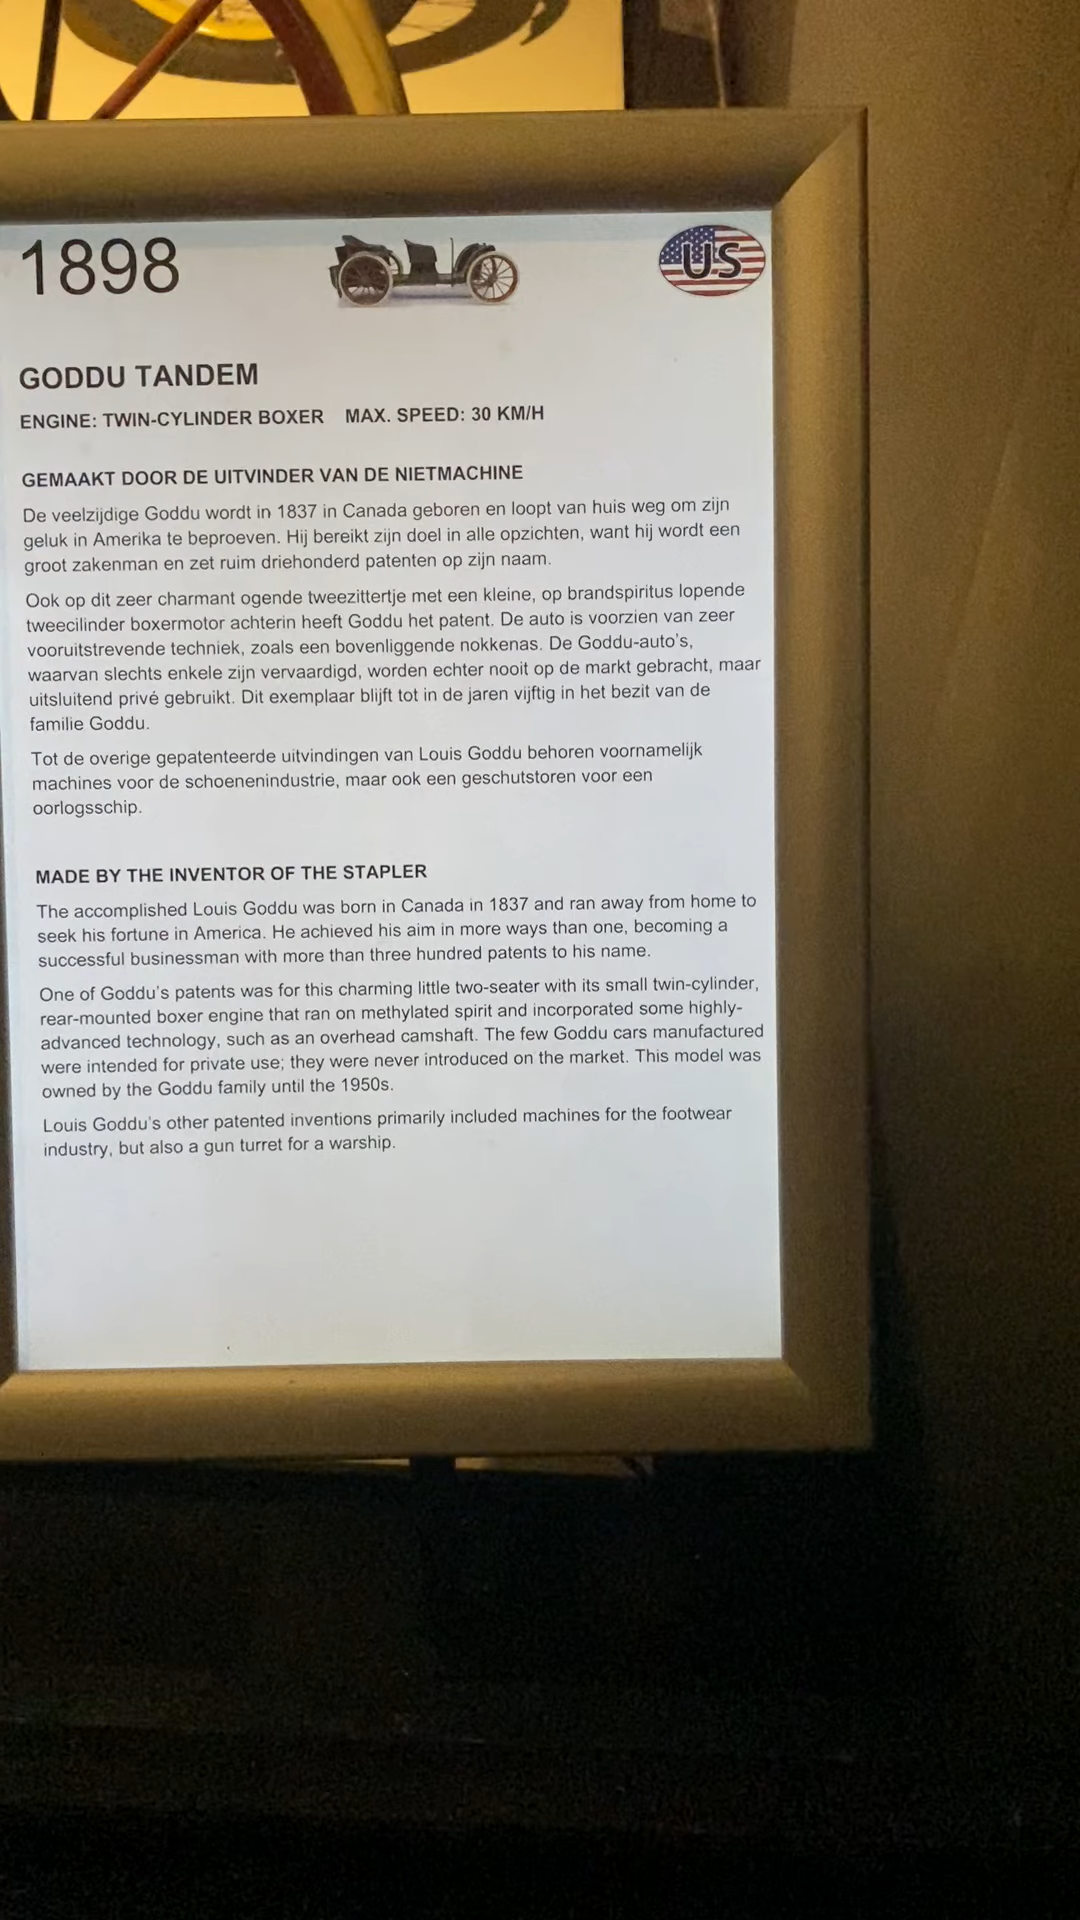 1898
US
GODDU TANDEM
ENGINE: TWIN-CYLINDER BOXER MAX. SPEED: 30 KM/H
GEMAAKT DOOR DE UITVINDER VAN DE NIETMACHINE
De veelzijdige Goddu wordt in 1837 in Canada geboren en loopt van huis weg om zijn
geluk in Amerika te beproeven. Hij bereikt zijn doel in alle opzichten, want hij wordt een
groot zakenman en zet ruim driehonderd patenten op zijn naam.
Ook op dit zeer charmant ogende tweezittertje met een kleine, op brandspiritus lopende
tweecilinder boxermotor achterin heeft Goddu het patent. De auto is voorzien van zeer
vooruitstrevende techniek, zoals een bovenliggende nokkenas. De Goddu-auto's,
waarvan slechts enkele zijn vervaardigd, worden echter nooit op de markt gebracht, maar
uitsluitend privé gebruikt. Dit exemplaar blijft tot in de jaren vijftig in het bezit van de
familie Goddu.
Tot de overige gepatenteerde uitvindingen van Louis Goddu behoren voornamelijk
machines voor de schoenenindustrie, maar ook een geschutstoren voor een
oorlogsschip.
MADE BY THE INVENTOR OF THE STAPLER
The accomplished Louis Goddu was born in Canada in 1837 and ran away from home to
seek his fortune in America. He achieved his aim in more ways than one, becoming a
successful businessman with more than three hundred patents to his name.
One of Goddu's patents was for this charming little two-seater with its small twin-cylinder,
rear-mounted boxer engine that ran on methylated spirit and incorporated some highly-
advanced technology, such as an overhead camshaft. The few Goddu cars manufactured
were intended for private use; they were never introduced on the market. This model was
owned by the Goddu family until the 1950s.
Louis Goddu's other patented inventions primarily included machines for the footwear
industry, but also a gun turret for a warship.